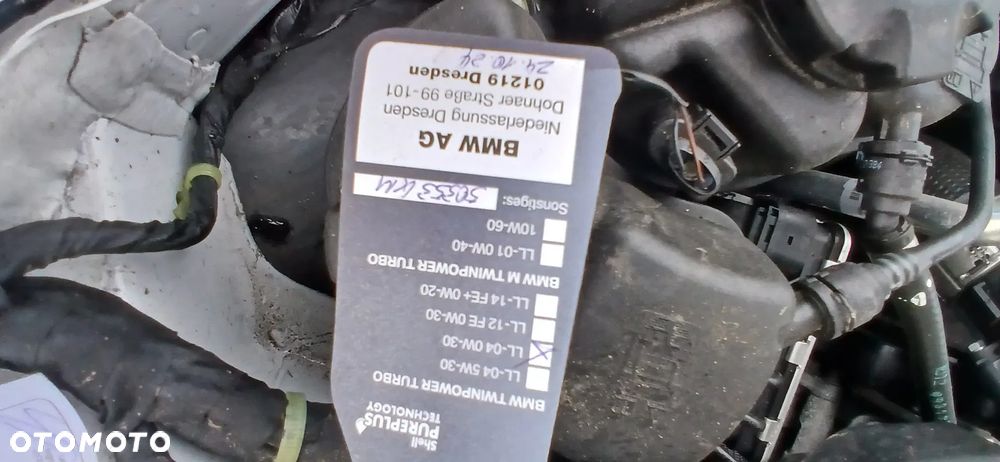 Shell
PUREPLUS
TECHNOLOGY
BMW TWINPOWER TURBO
LL-04 5W-30
LL-04 0W-30
LL-12 FE 0W-30
LL-14 FE+ 0W-20
BMW M TWINPOWER TURBO
LL-01 0W-40
10W-60
Sonstiges:
50353 KM
BMW AG
Niederlassung Dresden
Dohnaer Straße 99-101
01219 Dresden
24.10.24
OTOMOTO